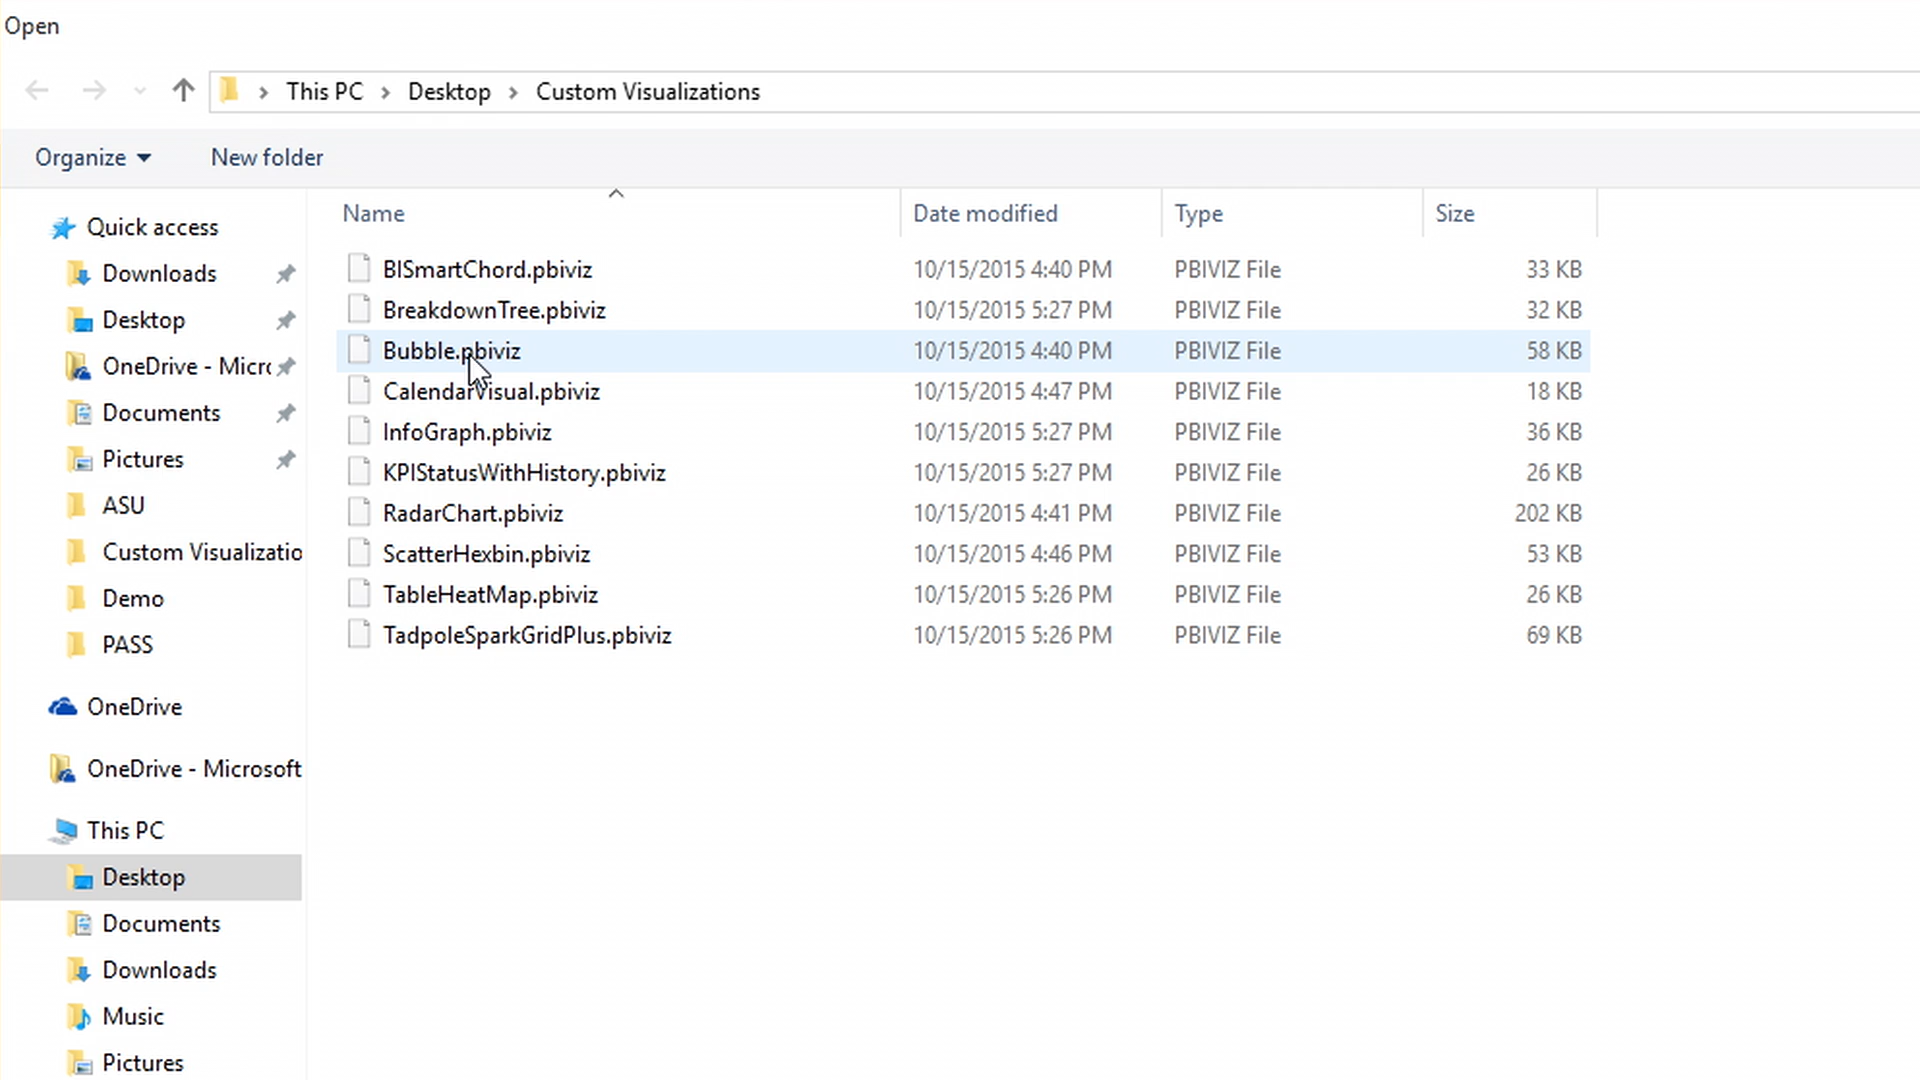 Open
This PC > Desktop > Custom Visualizations
Organize New folder
Name Date modified Type Size
Quick access
Downloads
Desktop
OneDrive - Micr
Documents
Pictures
ASU
Custom Visualizatio
Demo
PASS
OneDrive
OneDrive - Microsoft
This PC
Desktop
Documents
Downloads
Music
Pictures
BISmartChord.pbiviz 10/15/2015 4:40 PM PBIVIZ File 33 KB
BreakdownTree.pbiviz 10/15/2015 5:27 PM PBIVIZ File 32 KB
Bubble.pbiviz 10/15/2015 4:40 PM PBIVIZ File 58 KB
CalendarVisual.pbiviz 10/15/2015 4:47 PM PBIVIZ File 18 KB
InfoGraph.pbiviz 10/15/2015 5:27 PM PBIVIZ File 36 KB
KPIStatusWithHistory.pbiviz 10/15/2015 5:27 PM PBIVIZ File 26 KB
RadarChart.pbiviz 10/15/2015 4:41 PM PBIVIZ File 202 KB
ScatterHexbin.pbiviz 10/15/2015 4:46 PM PBIVIZ File 53 KB
TableHeatMap.pbiviz 10/15/2015 5:26 PM PBIVIZ File 26 KB
TadpoleSparkGridPlus.pbiviz 10/15/2015 5:26 PM PBIVIZ File 69 KB